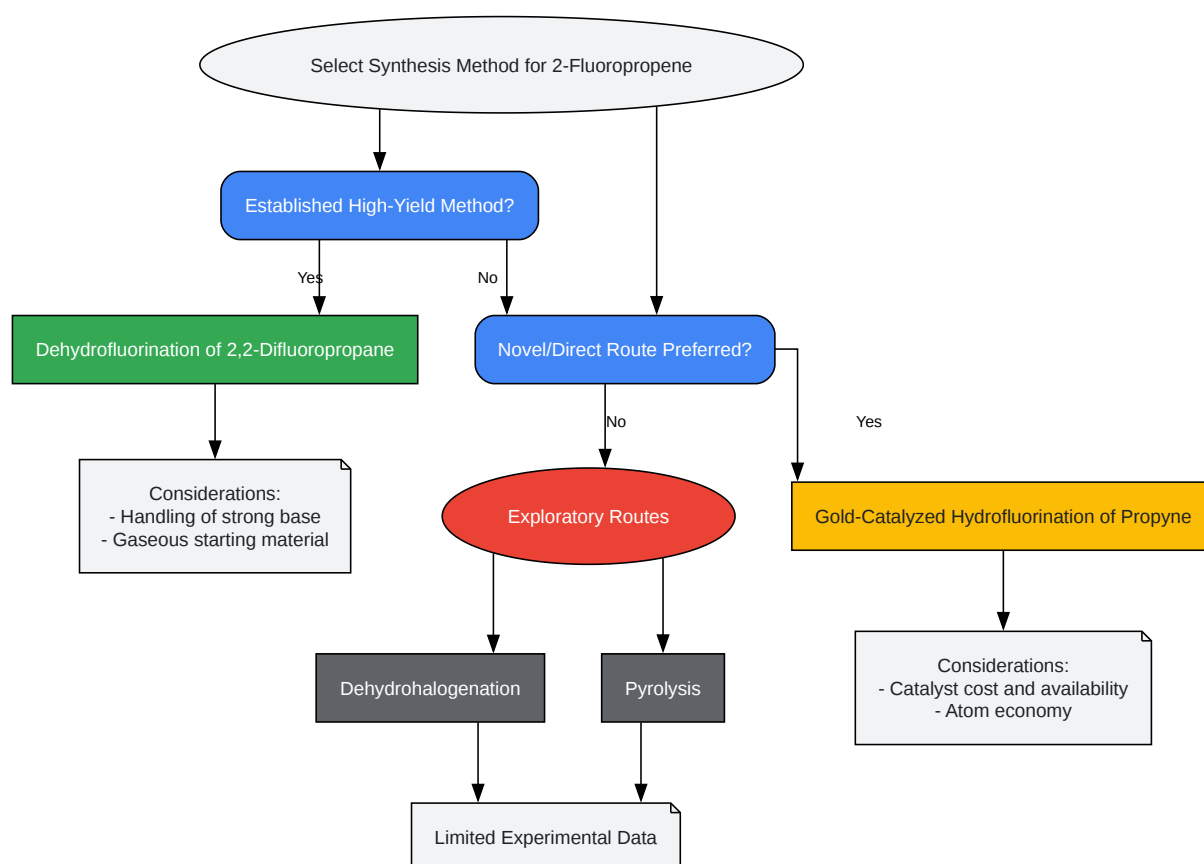 Select Synthesis Method for 2-Fluoropropene
Established High-Yield Method?
Yes
No
Dehydrofluorination of 2,2-Difluoropropane
Novel/Direct Route Preferred?
No
Yes
Considerations:
- Handling of strong base
- Gaseous starting material
Exploratory Routes
Gold-Catalyzed Hydrofluorination of Propyne
Dehydrohalogenation
Pyrolysis
Considerations:
- Catalyst cost and availability
- Atom economy
Limited Experimental Data